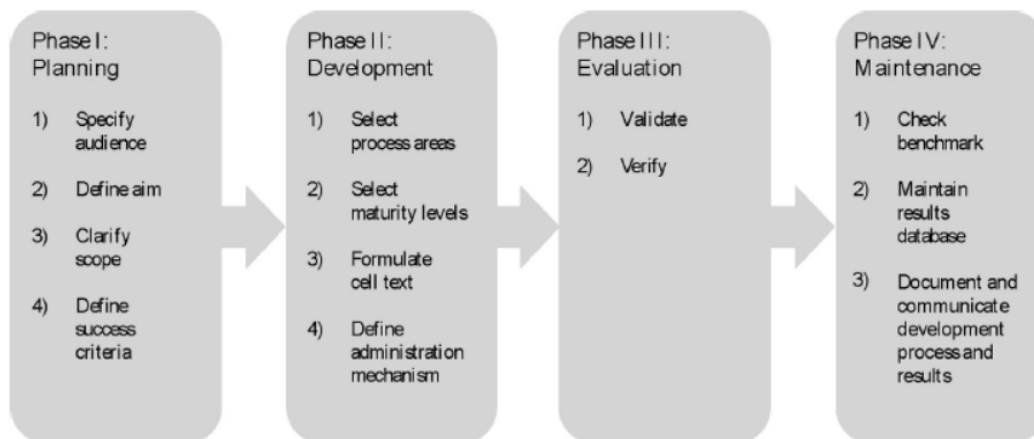 Phase I:
Planning
1) Specify
audience
2) Define aim
3) Clarify
scope
4) Define
success
criteria
Phase II:
Development
1) Select
process areas
2) Select
maturity levels
3) Formulate
cell text
4) Define
administration
mechanism
Phase III:
Evaluation
1) Validate
2) Verify
Phase IV:
Maintenance
1) Check
benchmark
2) Maintain
results
database
3) Document and
communicate
development
process and
results